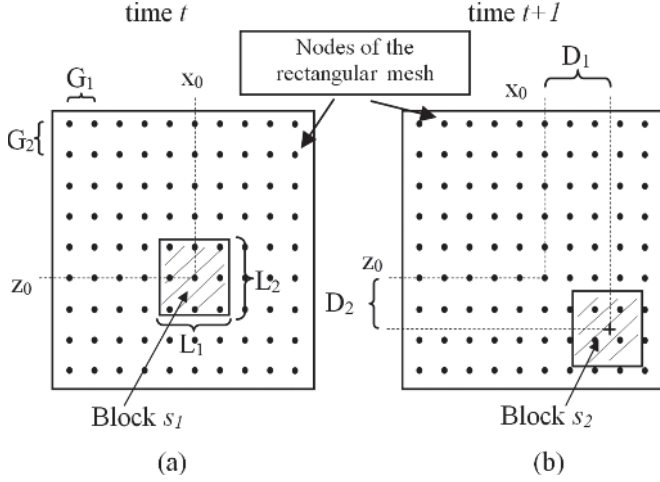 time t
time t+1
Nodes of the
rectangular mesh
G₁
x₀
x₀
D₁
G₂
z₀
L₂
z₀
D₂
L₁
Block s₁
Block s₂
(a)
(b)